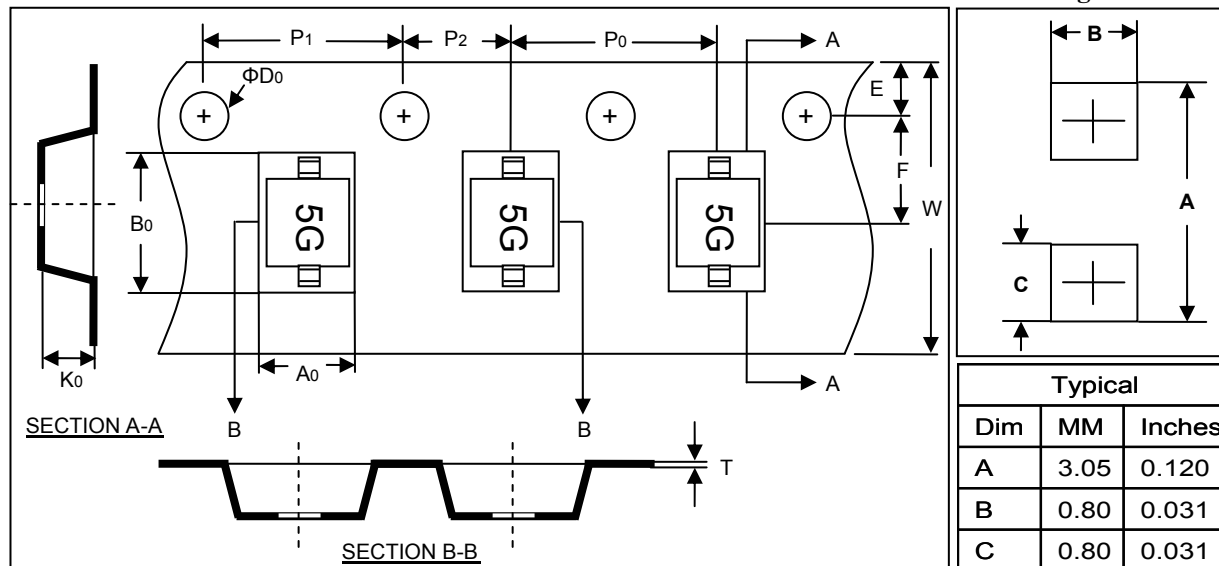 P1
P2
P0
A
ΦD0
E
F
W
B0
5G
5G
5G
K0
A0
A
B
B
SECTION A-A
T
SECTION B-B
B
A
C
Typical
Dim MM Inches
A 3.05 0.120
B 0.80 0.031
C 0.80 0.031